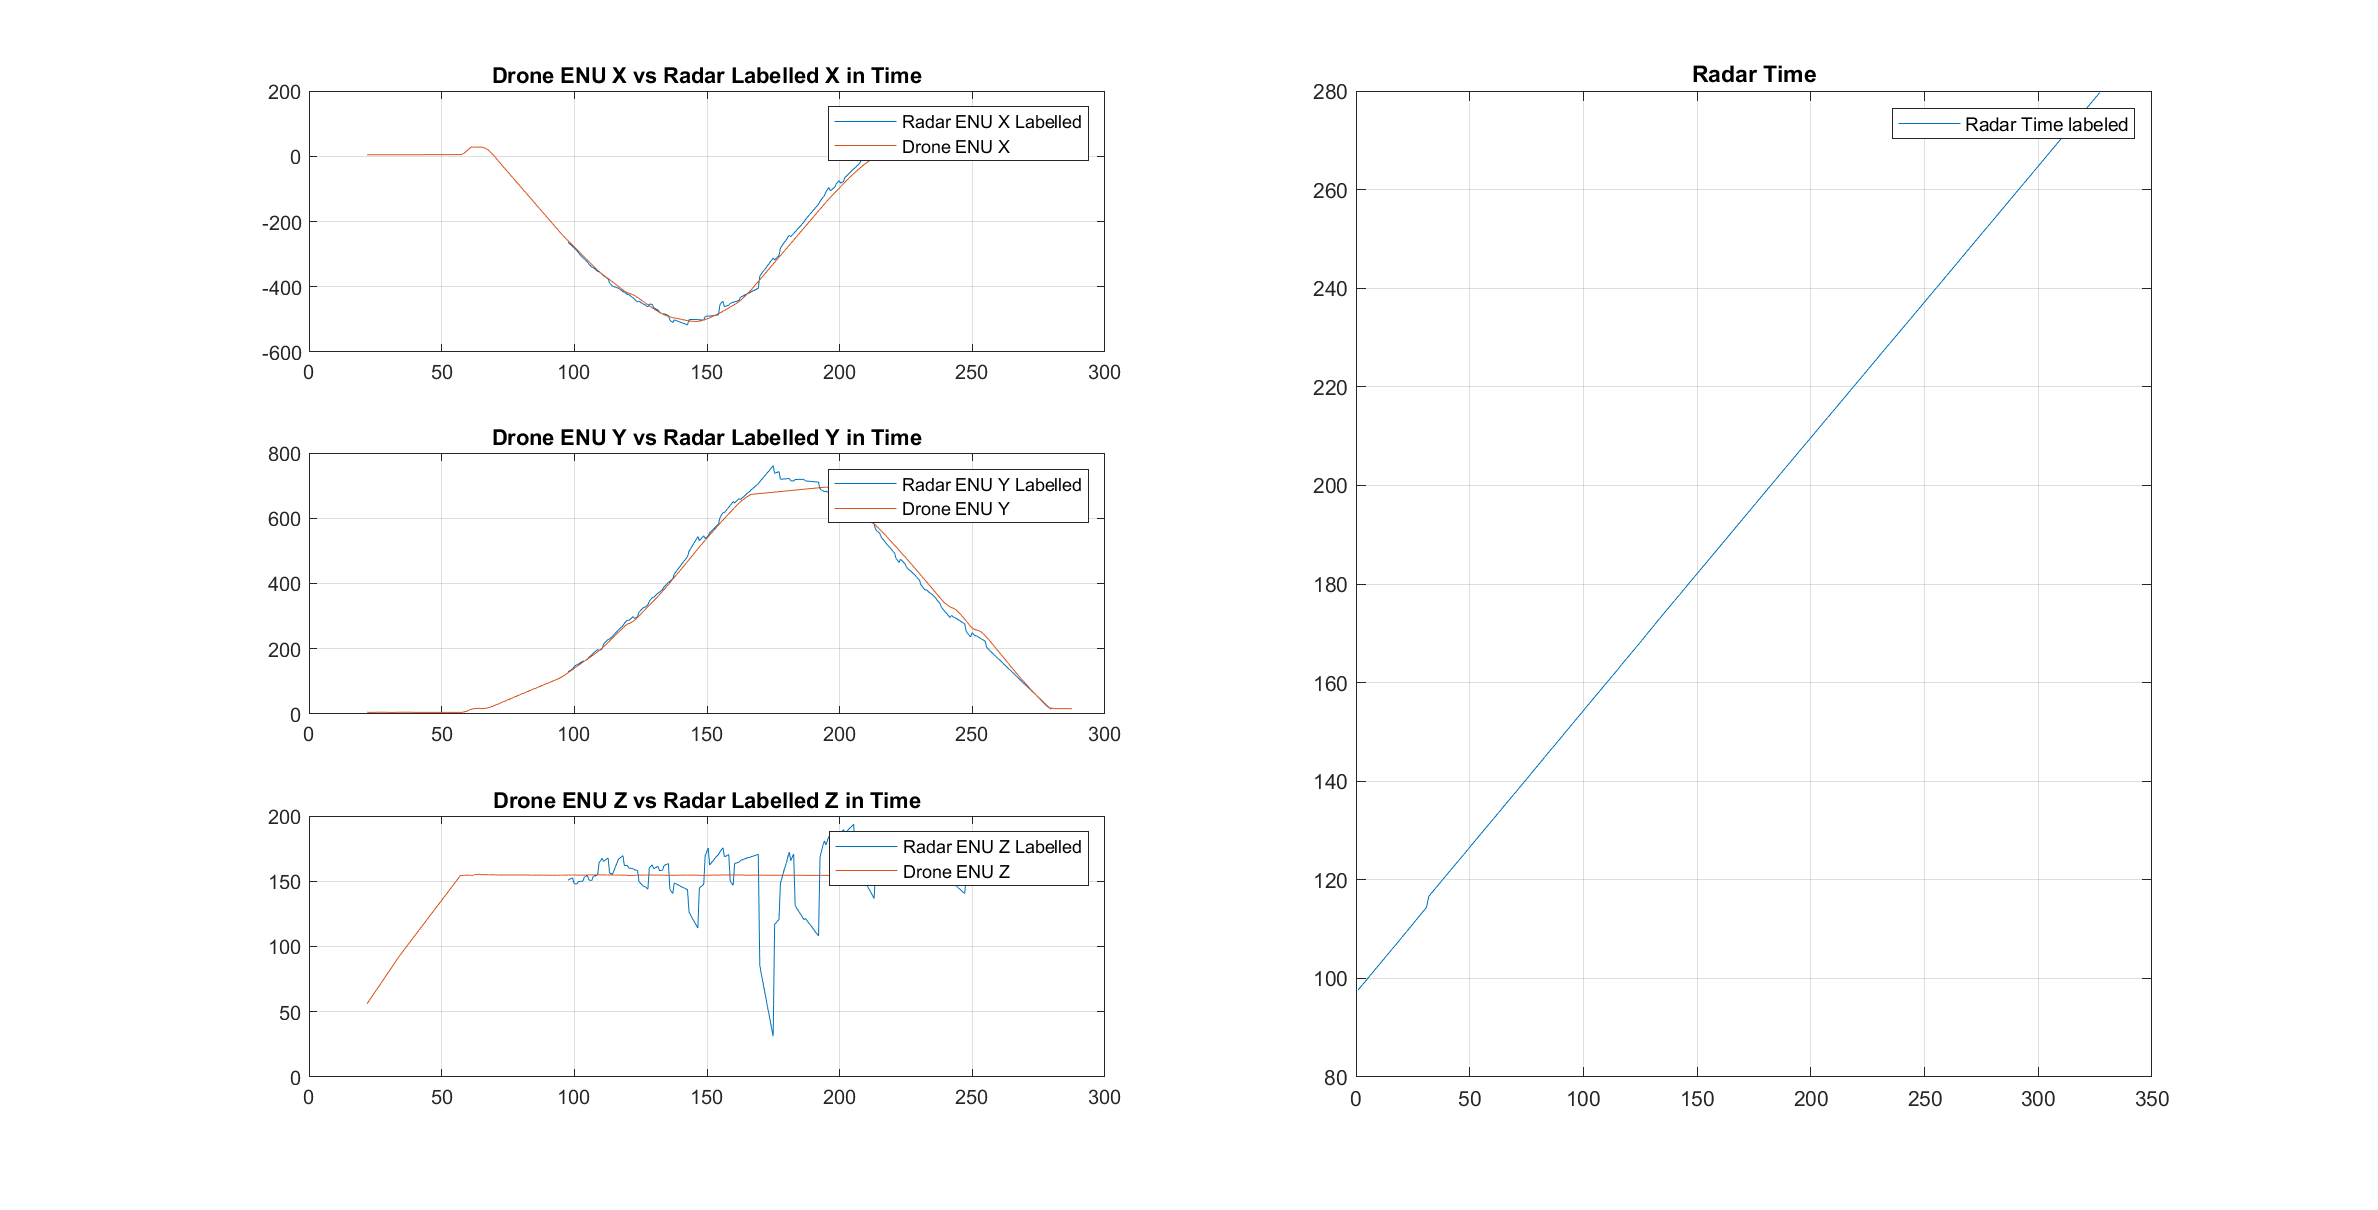 Drone ENU X vs Radar Labelled X in Time
200
0
-200
-400
-600
0 50 100 150 200 250 300
Radar ENU X Labelled
Drone ENU X
Drone ENU Y vs Radar Labelled Y in Time
800
600
400
200
0
0 50 100 150 200 250 300
Radar ENU Y Labelled
Drone ENU Y
Drone ENU Z vs Radar Labelled Z in Time
200
150
100
50
0
0 50 100 150 200 250 300
Radar ENU Z Labelled
Drone ENU Z
Radar Time
280
260
240
220
200
180
160
140
120
100
80
0 50 100 150 200 250 300 350
Radar Time labeled